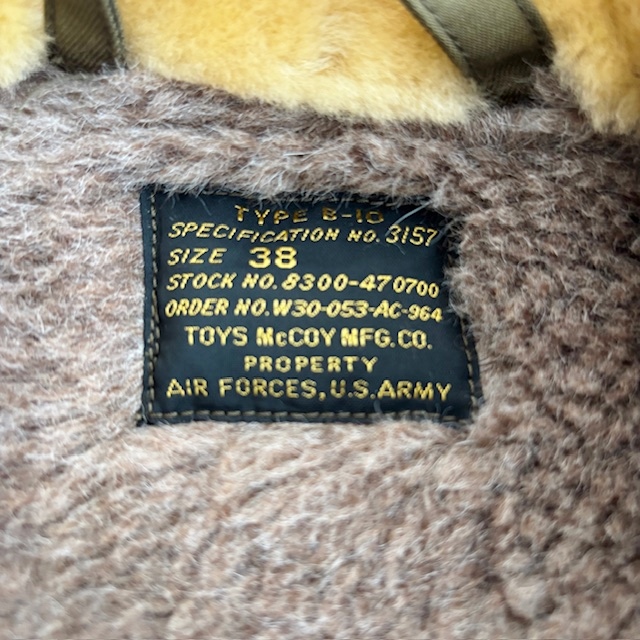 TYPE B-10
SPECIFICATION NO. 3157
SIZE 38
STOCK NO. 8300-470700
ORDER NO. W30-053-AC-964
TOYS McCOY MFG. CO.
PROPERTY
AIR FORCES, U.S. ARMY